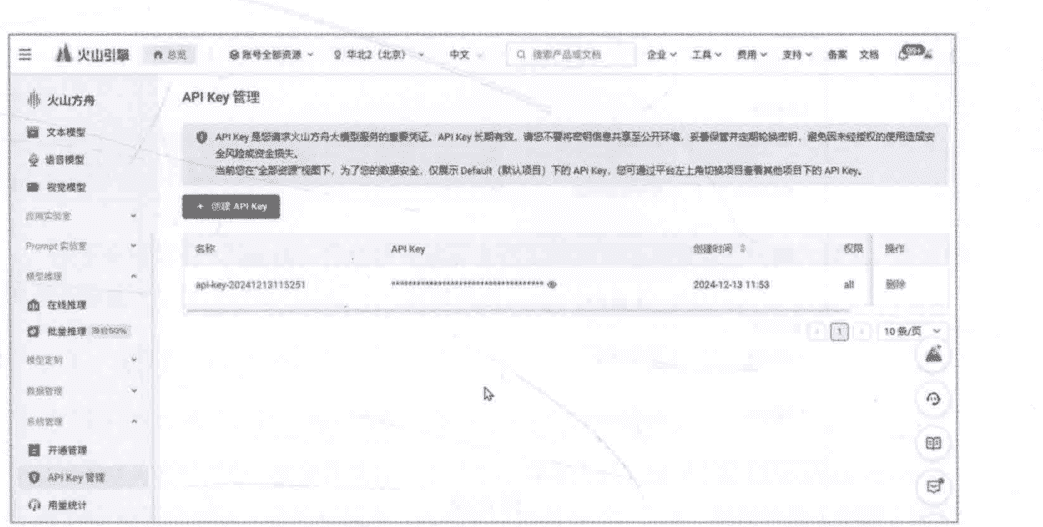 火山引擎
总览
账号全部资源
华北2（北京）
中文
搜索产品或文档
企业
工具
费用
支持
备案
文档
99+
火山方舟
文本模型
语音模型
视觉模型
应用实验室
Prompt 实验室
模型推理
在线推理
批量推理 降价50%
模型定制
数据管理
系统管理
开通管理
API Key 管理
用量统计
API Key 管理
API Key 是您请求火山方舟大模型服务的重要凭证。API Key 长期有效，请您不要将密钥信息共享至公开环境，妥善保管并定期轮换密钥，避免因未经授权的使用造成安
全风险或资金损失。
当前您在“全部资源”视图下，为了您的数据安全，仅展示 Default（默认项目）下的 API Key，您可通过平台左上角切换项目查看其他项目下的 API Key。
+ 创建 API Key
名称 API Key 创建时间 权限 操作
api-key-20241213115251 ************************************ 2024-12-13 11:53 all 删除
1 10 条/页